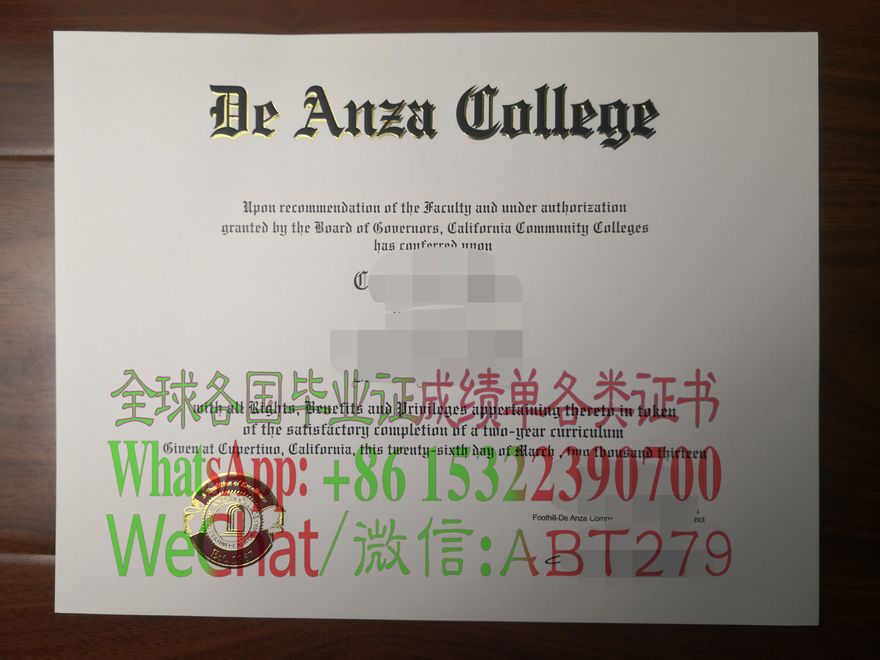 De Anza College
Upon recommendation of the Faculty and under authorization
granted by the Board of Governors, California Community Colleges
has conferred upon
C
全球各国毕业证成绩单各类证书
with all Rights, Benefits and Privileges appertaining thereto in token
of the satisfactory completion of a two-year curriculum
Given at Cupertino, California, this twenty-sixth day of March , two thousand thirteen
WhatsApp: +86 15322390700
Foothill-De Anza
WeChat/微信:ABT279